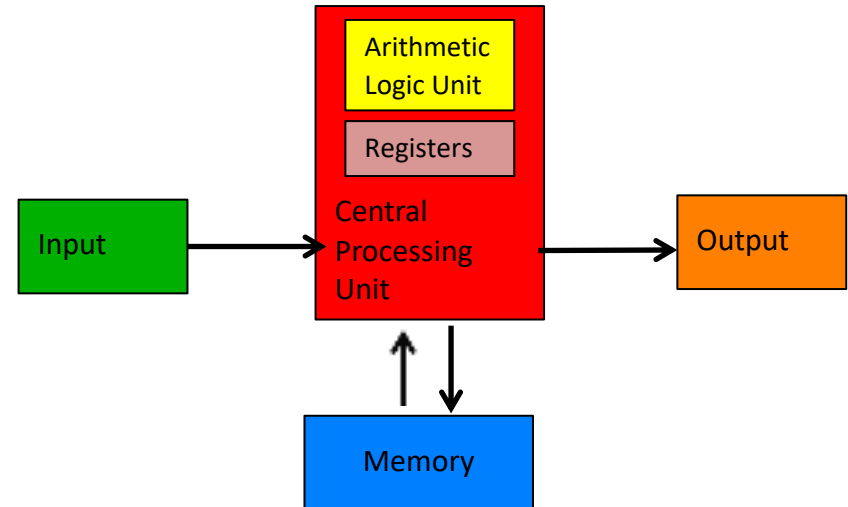 Arithmetic
Logic Unit
Registers
Central
Processing
Unit
Input
Output
Memory